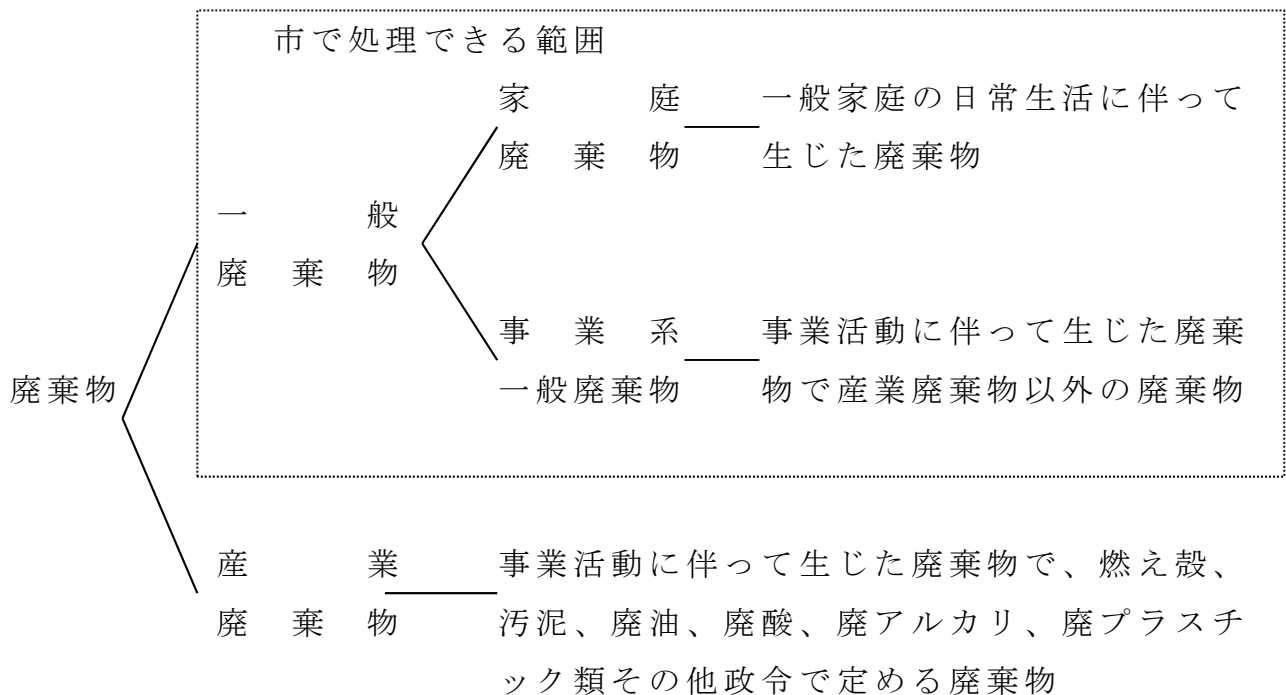 市で処理できる範囲
家庭
廃棄物
一般家庭の日常生活に伴って
生じた廃棄物
一般
廃棄物
事業系
一般廃棄物
事業活動に伴って生じた廃棄
物で産業廃棄物以外の廃棄物
廃棄物
産業
廃棄物
事業活動に伴って生じた廃棄物で、燃え殻、
汚泥、廃油、廃酸、廃アルカリ、廃プラスチ
ック類その他政令で定める廃棄物